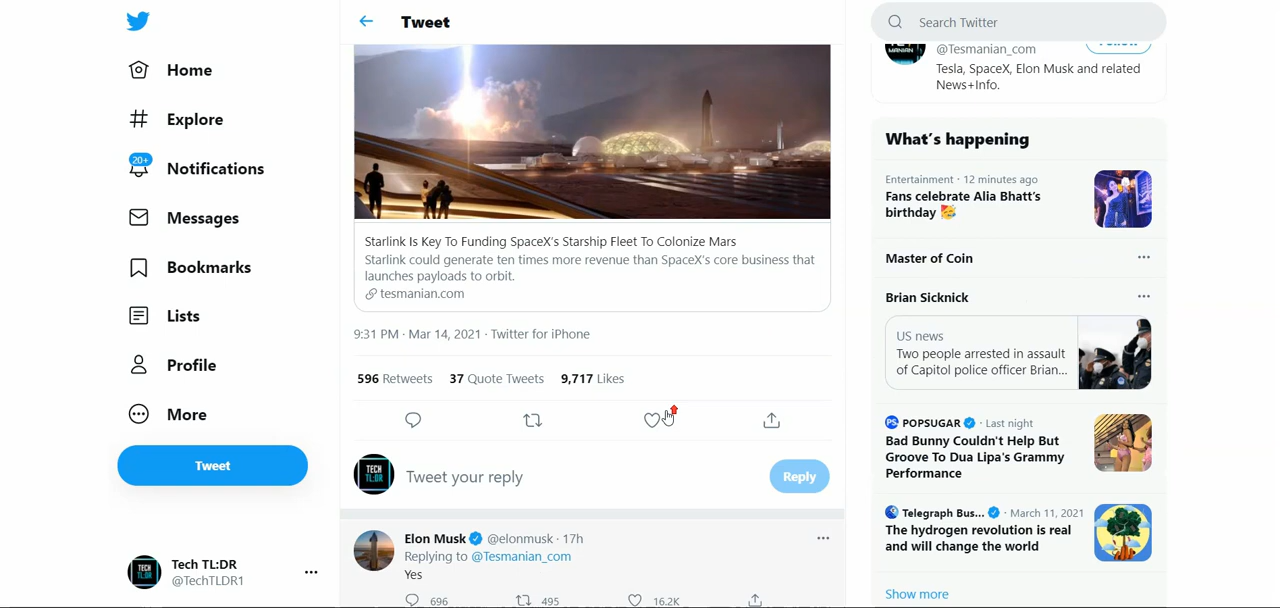 Home
Explore
20+
Notifications
Messages
Bookmarks
Lists
Profile
More
Tweet
Tech TL:DR
@TechTLDR1
Tweet
Starlink Is Key To Funding SpaceX's Starship Fleet To Colonize Mars
Starlink could generate ten times more revenue than SpaceX's core business that
launches payloads to orbit.
tesmanian.com
9:31 PM · Mar 14, 2021 · Twitter for iPhone
596 Retweets 37 Quote Tweets 9,717 Likes
TECH
TL;DR
Tweet your reply
Reply
Elon Musk @elonmusk · 17h
Replying to @Tesmanian_com
Yes
696 495 16.2K
Search Twitter
MANIAN
@Tesmanian_com
Tesla, SpaceX, Elon Musk and related
News+Info.
What's happening
Entertainment · 12 minutes ago
Fans celebrate Alia Bhatt's
birthday 🥳
Master of Coin
Brian Sicknick
US news
Two people arrested in assault
of Capitol police officer Brian...
POPSUGAR · Last night
Bad Bunny Couldn't Help But
Groove To Dua Lipa's Grammy
Performance
Telegraph Bus... · March 11, 2021
The hydrogen revolution is real
and will change the world
Show more